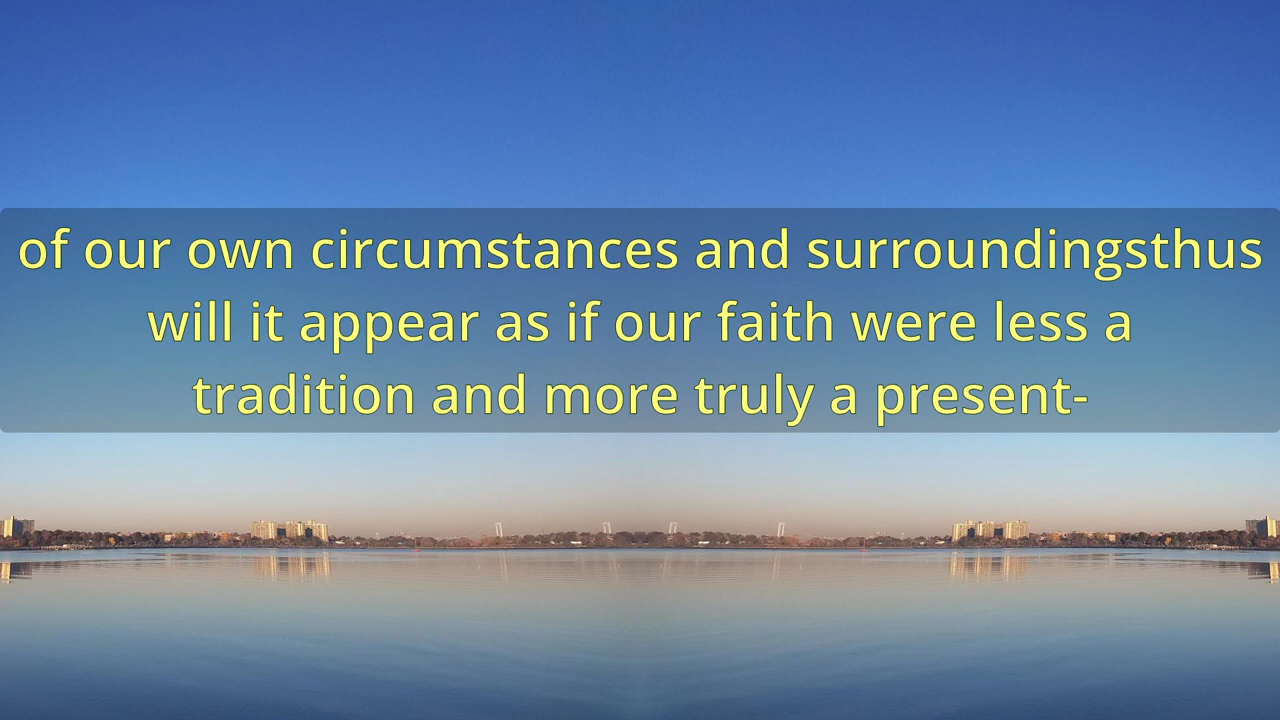 of our own circumstances and surroundingsthus
will it appear as if our faith were less a
tradition and more truly a present-